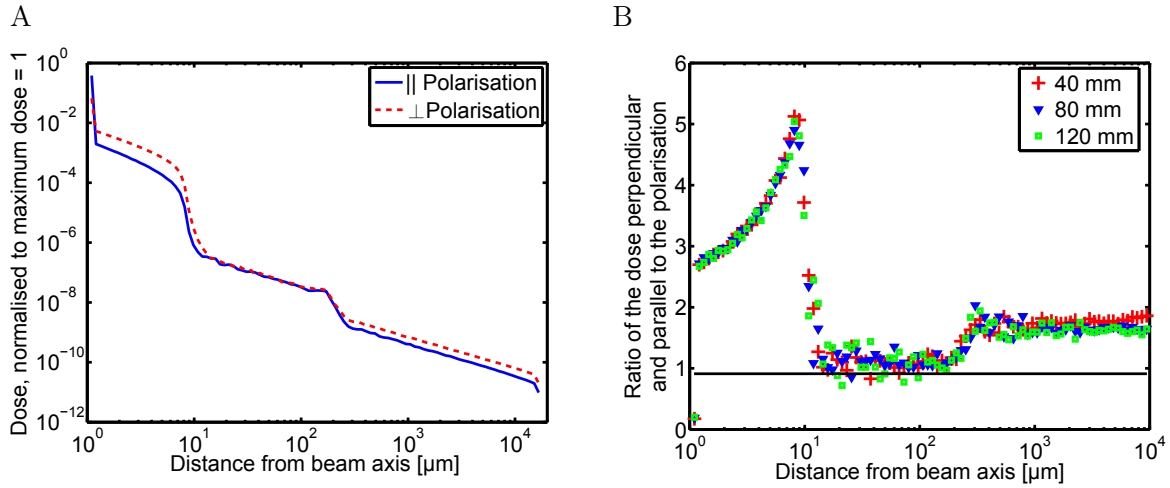 A
Dose, normalised to maximum dose = 1
10^0
10^-2
10^-4
10^-6
10^-8
10^-10
10^-12
|| Polarisation
⊥Polarisation
10^0 10^1 10^2 10^3 10^4
Distance from beam axis [µm]
B
Ratio of the dose perpendicular
and parallel to the polarisation
6
5
4
3
2
1
0
40 mm
80 mm
120 mm
10^0 10^1 10^2 10^3 10^4
Distance from beam axis [µm]